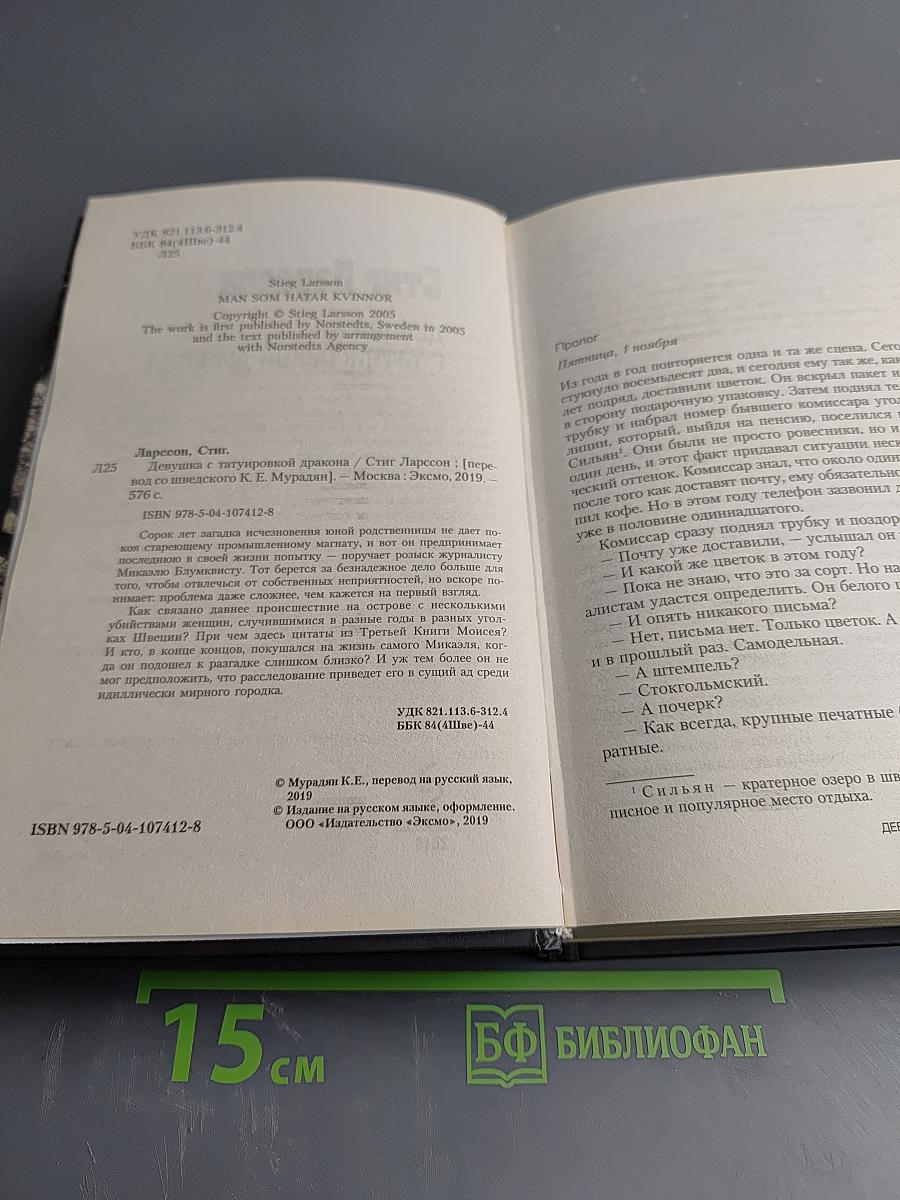 УДК 821.113.6-312.4
ББК 84(4Шве)-44
Л25
Stieg Larsson
MÄN SOM HATAR KVINNOR
Copyright © Stieg Larsson 2005
The work is first published by Norstedts, Sweden in 2005
and the text published by arrangement
with Norstedts Agency
Ларссон, Стиг.
Л25 Девушка с татуировкой дракона / Стиг Ларссон ; [пере-
вод со шведского К. Е. Мурадян]. — Москва : Эксмо, 2019. —
576 с.
ISBN 978-5-04-107412-8
Сорок лет загадка исчезновения юной родственницы не дает по-
коя стареющему промышленному магнату, и вот он предпринимает
последнюю в своей жизни попытку — поручает розыск журналисту
Микаэлю Блумквисту. Тот берется за безнадежное дело больше для
того, чтобы отвлечься от собственных неприятностей, но вскоре по-
нимает: проблема даже сложнее, чем кажется на первый взгляд.
Как связано давнее происшествие на острове с несколькими
убийствами женщин, случившимися в разные годы в разных угол-
ках Швеции? При чем здесь цитаты из Третьей Книги Моисея?
И кто, в конце концов, покушался на жизнь самого Микаэля, ког-
да он подошел к разгадке слишком близко? И уж тем более он не
мог предположить, что расследование приведет его в сущий ад среди
идиллически мирного городка.
УДК 821.113.6-312.4
ББК 84(4Шве)-44
© Мурадян К.Е., перевод на русский язык,
2019
© Издание на русском языке, оформление.
ООО «Издательство «Эксмо», 2019
ISBN 978-5-04-107412-8
Пролог
Пятница, 1 ноября
Из года в год повторяется одна и та же сцена.
стукнуло восемьдесят два, и сегодня ему так же,
лет подряд, доставили цветок. Он вскрыл пакет и
в сторону подарочную упаковку. Затем поднял
трубку и набрал номер бывшего комиссара
лиции, который, выйдя на пенсию, поселился
Сильян¹. Они были не просто ровесники, но и
один день, и этот факт придавал ситуации
ческий оттенок. Комиссар знал, что около
после того как доставят почту, ему обязательно
пил кофе. Но в этом году телефон зазвонил
уже в половине одиннадцатого.
Комиссар сразу поднял трубку и
— Почту уже доставили, — услышал он
— И какой же цветок в этом году?
— Пока не знаю, что это за сорт. Но
алистам удастся определить. Он белого
— И опять никакого письма?
— Нет, письма нет. Только цветок. А
и в прошлый раз. Самодельная.
— А штемпель?
— Стокгольмский.
— А почерк?
— Как всегда, крупные печатные
ратные.
¹ Сильян — кратерное озеро в
писное и популярное место отдыха.
15 см
БФ БИБЛИОФАН